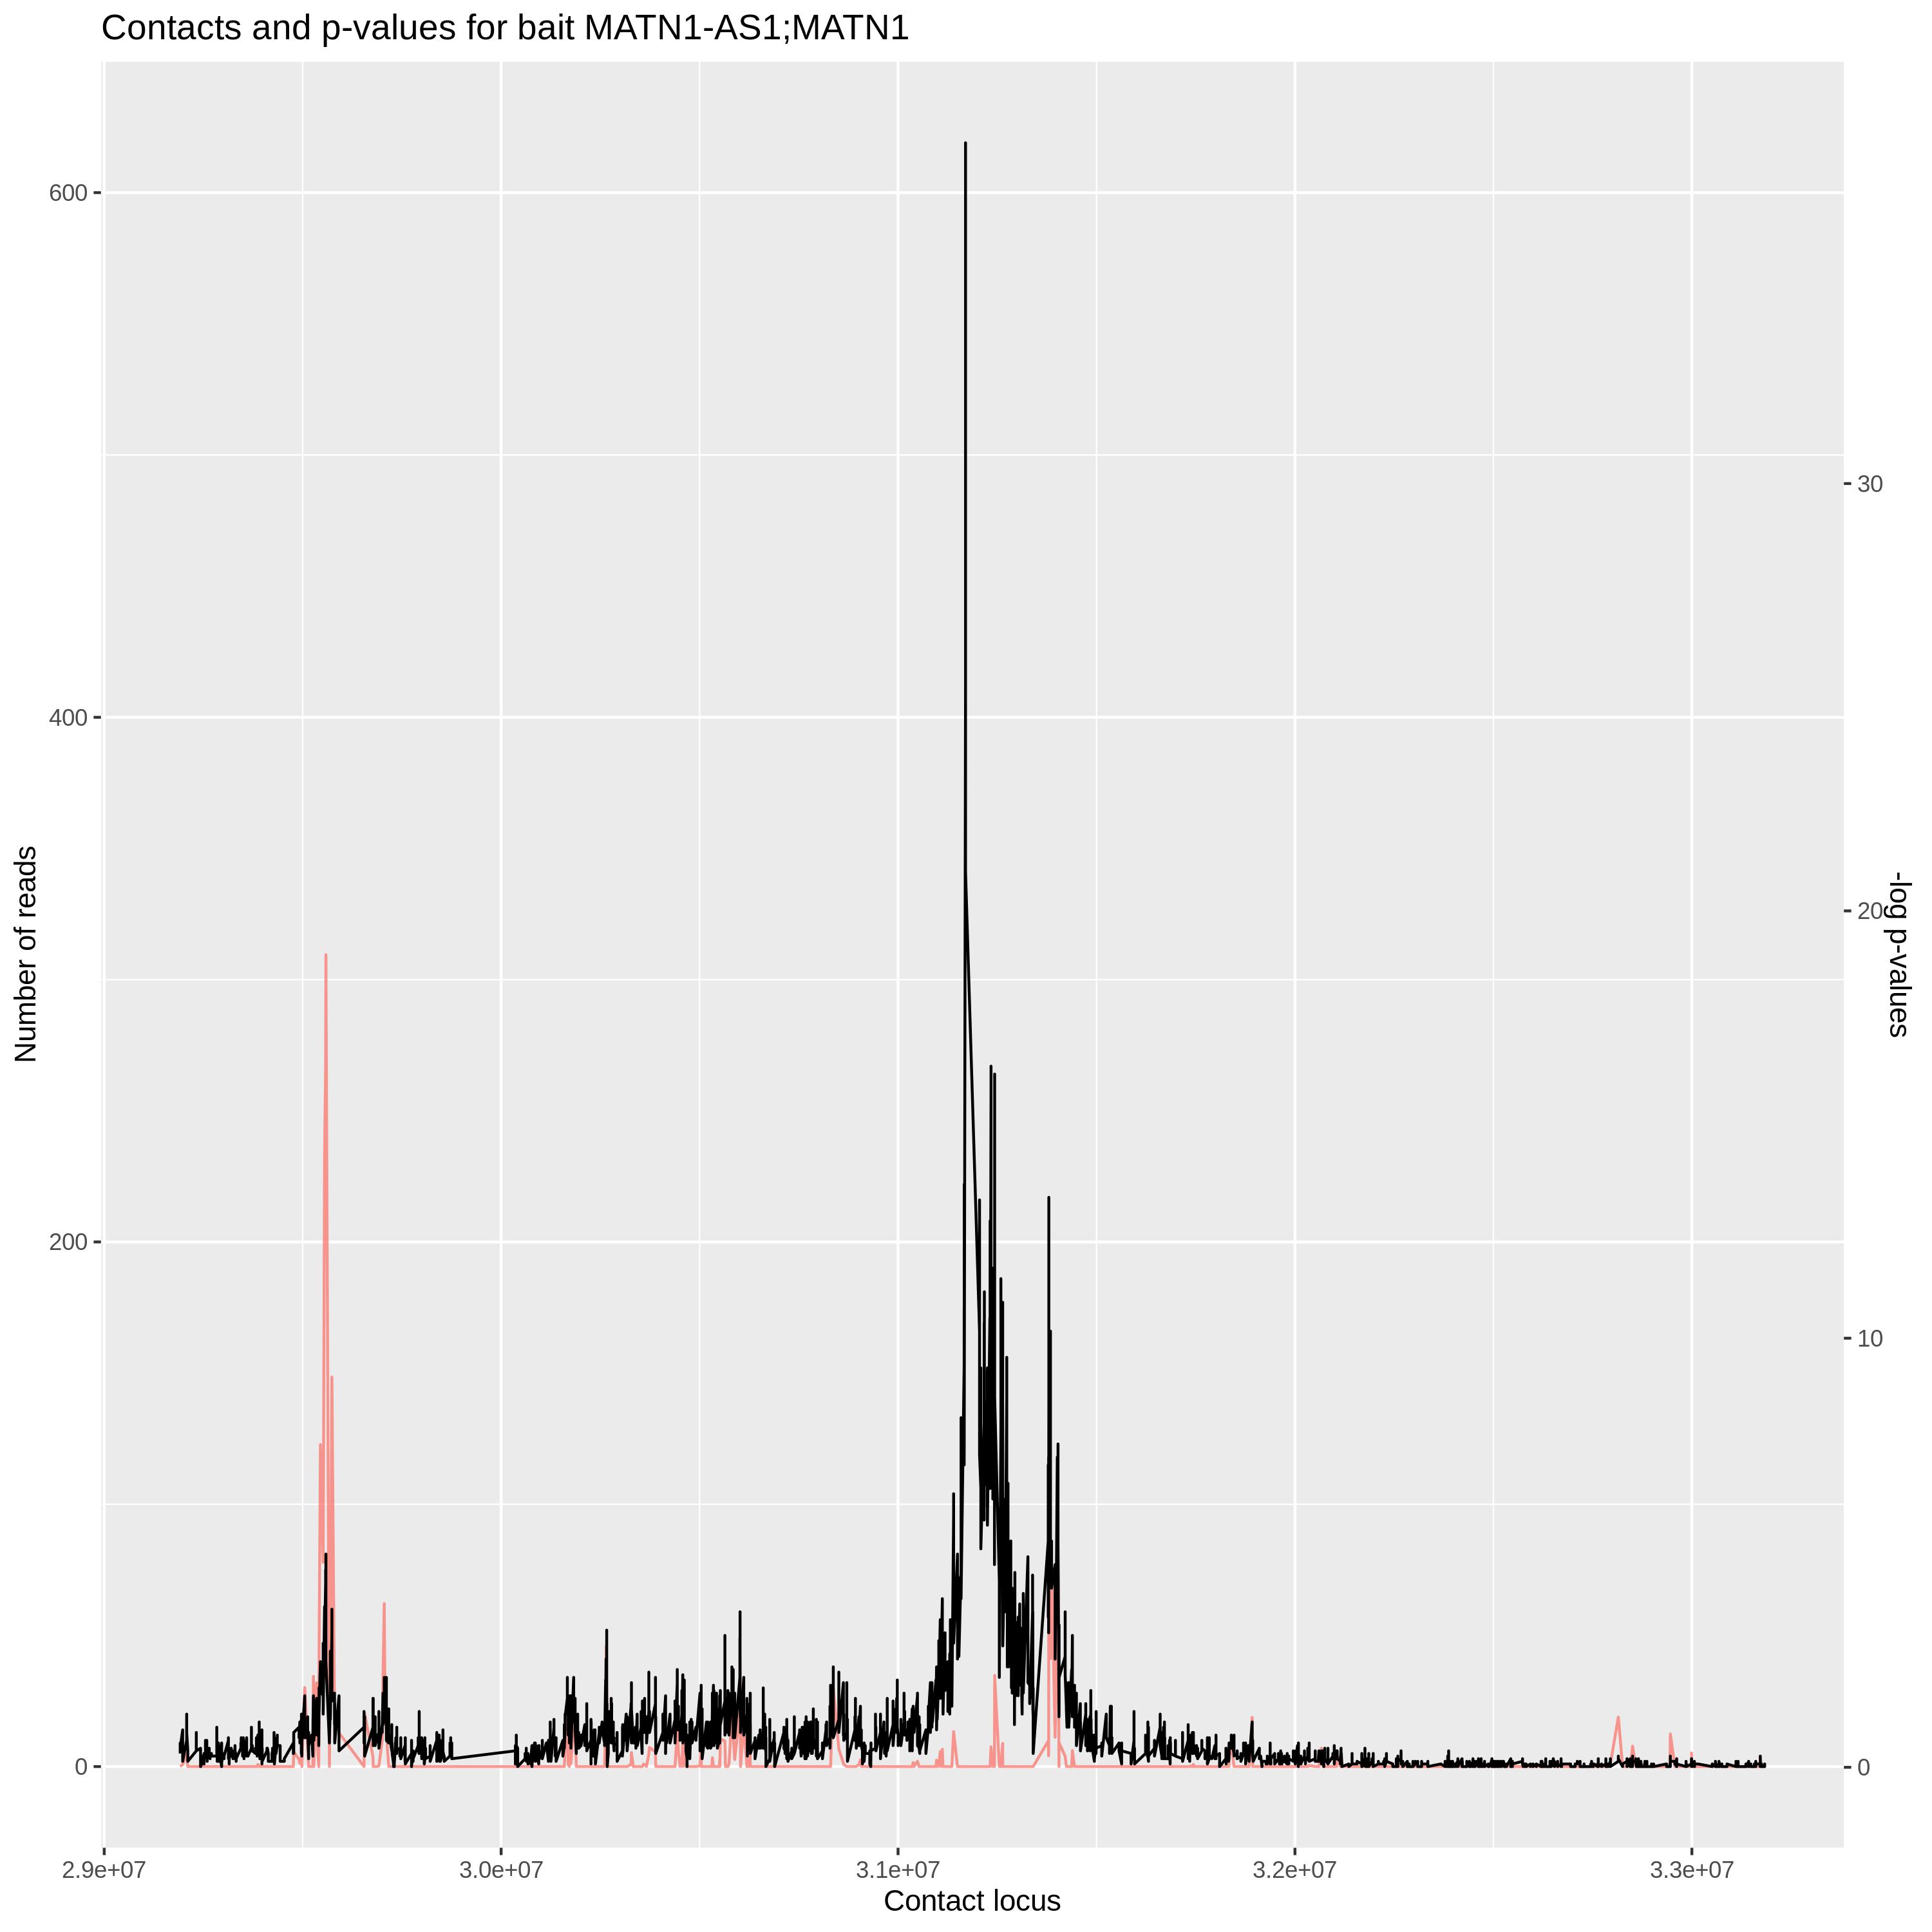 Contacts and p-values for bait MATN1-AS1;MATN1
600
400
200
0
Number of reads
30
20
10
0
-log p-values
2.9e+07 3.0e+07 3.1e+07 3.2e+07 3.3e+07
Contact locus